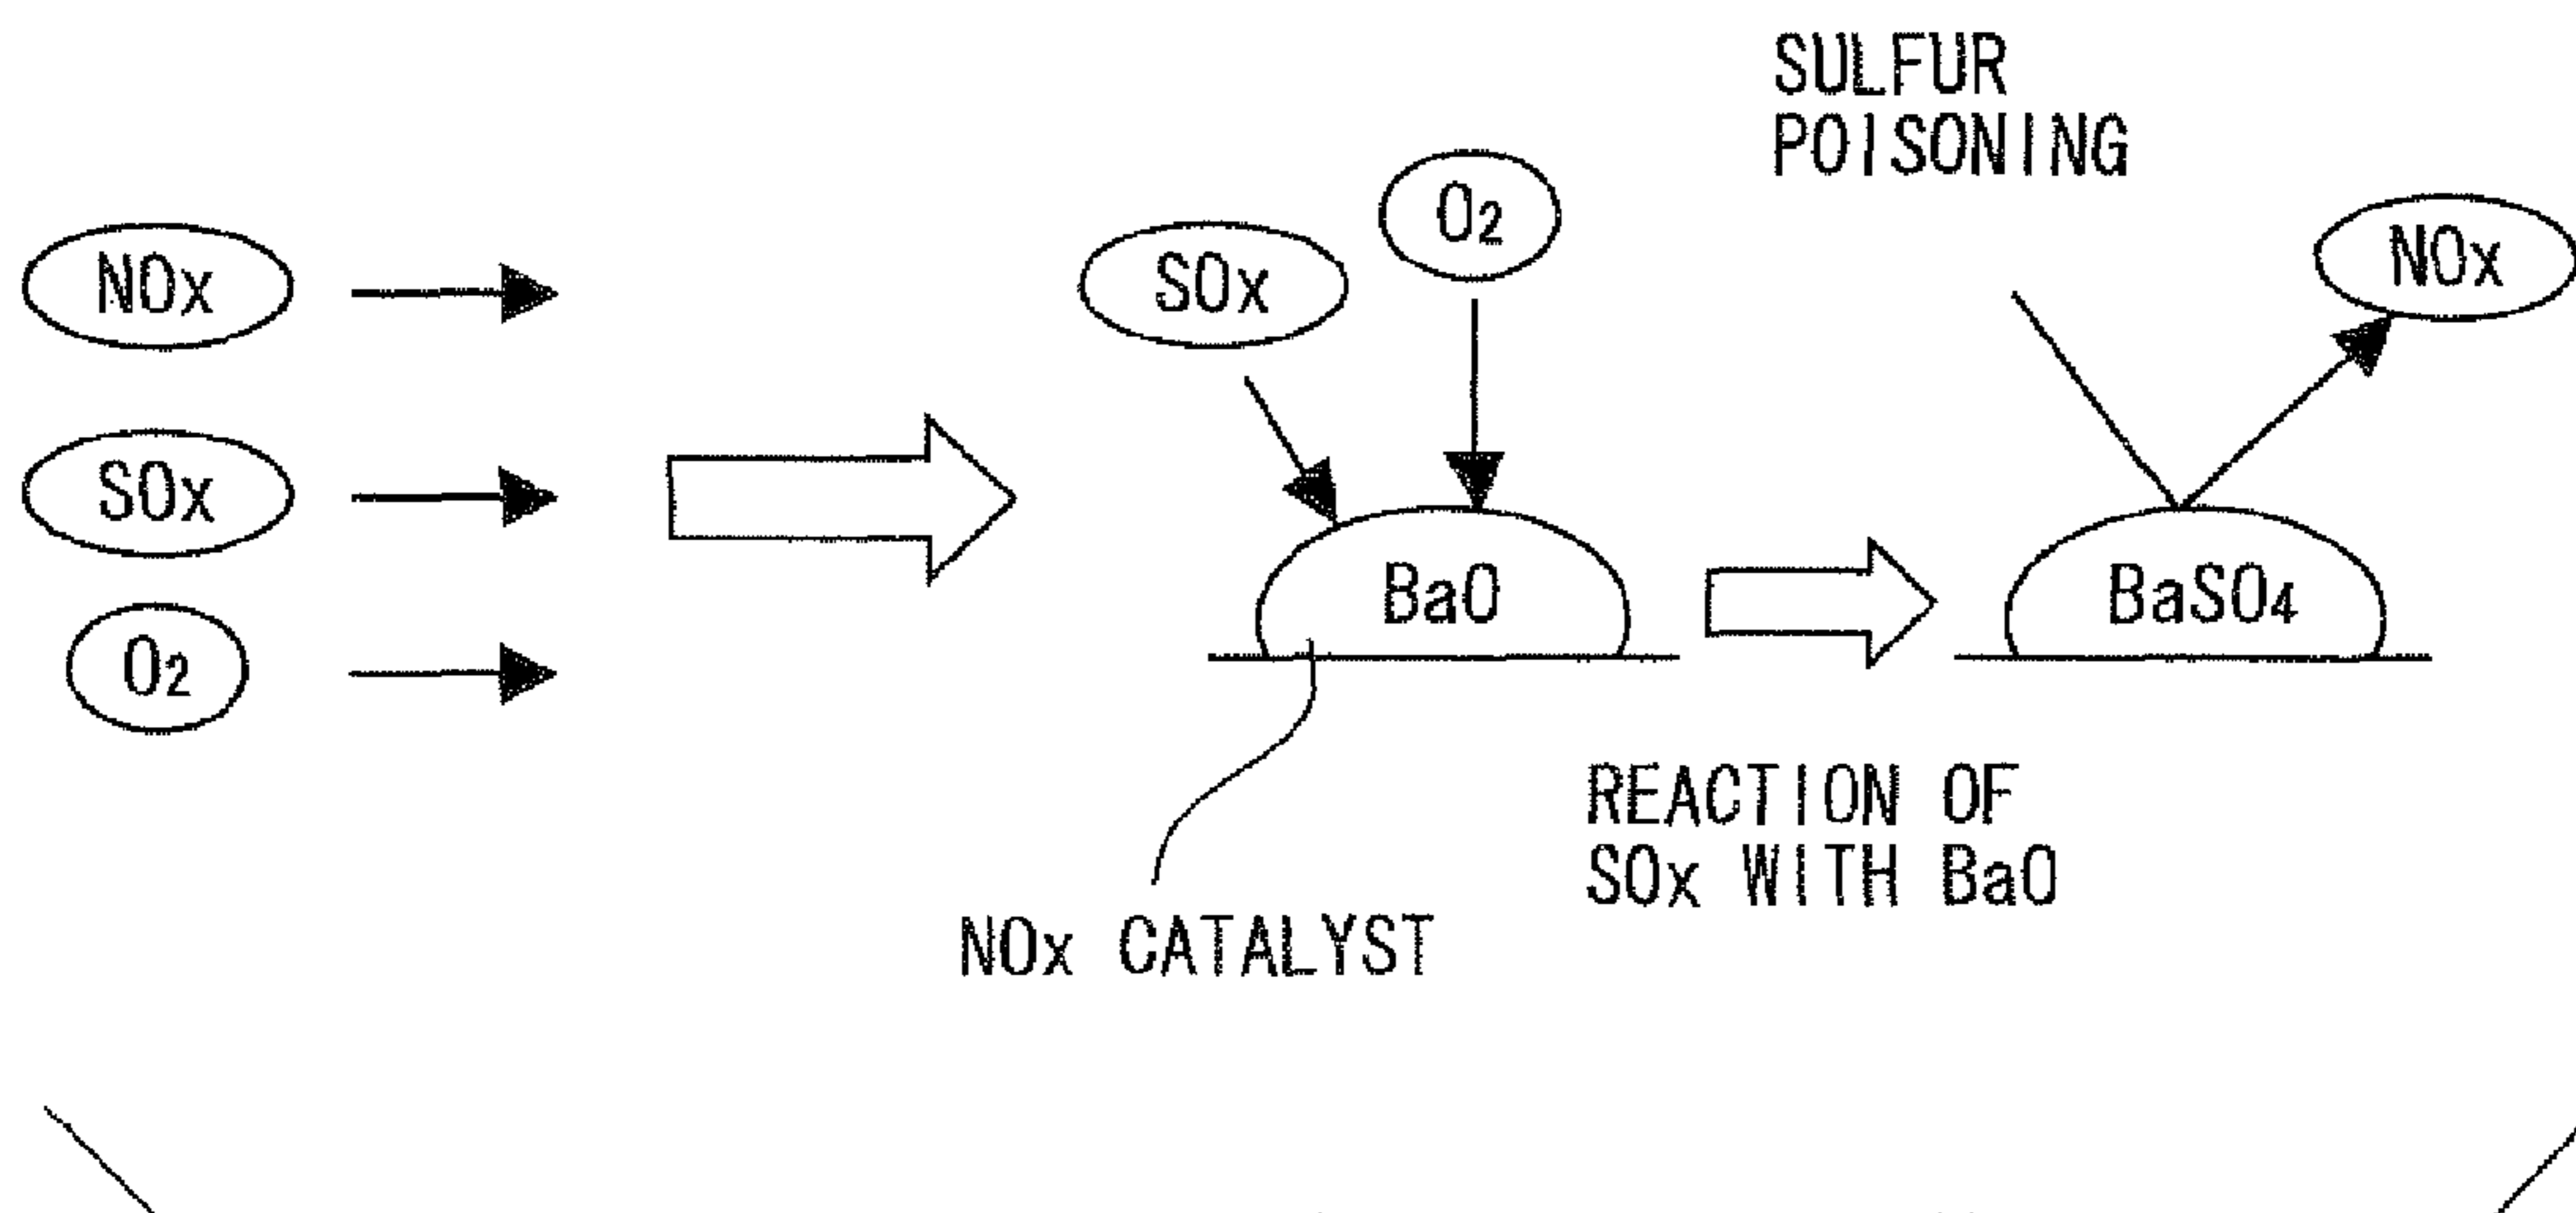 NOx
SOx
O2
SOx
O2
SULFUR
POISONING
NOx
BaO
BaSO4
REACTION OF
SOx WITH BaO
NOx CATALYST